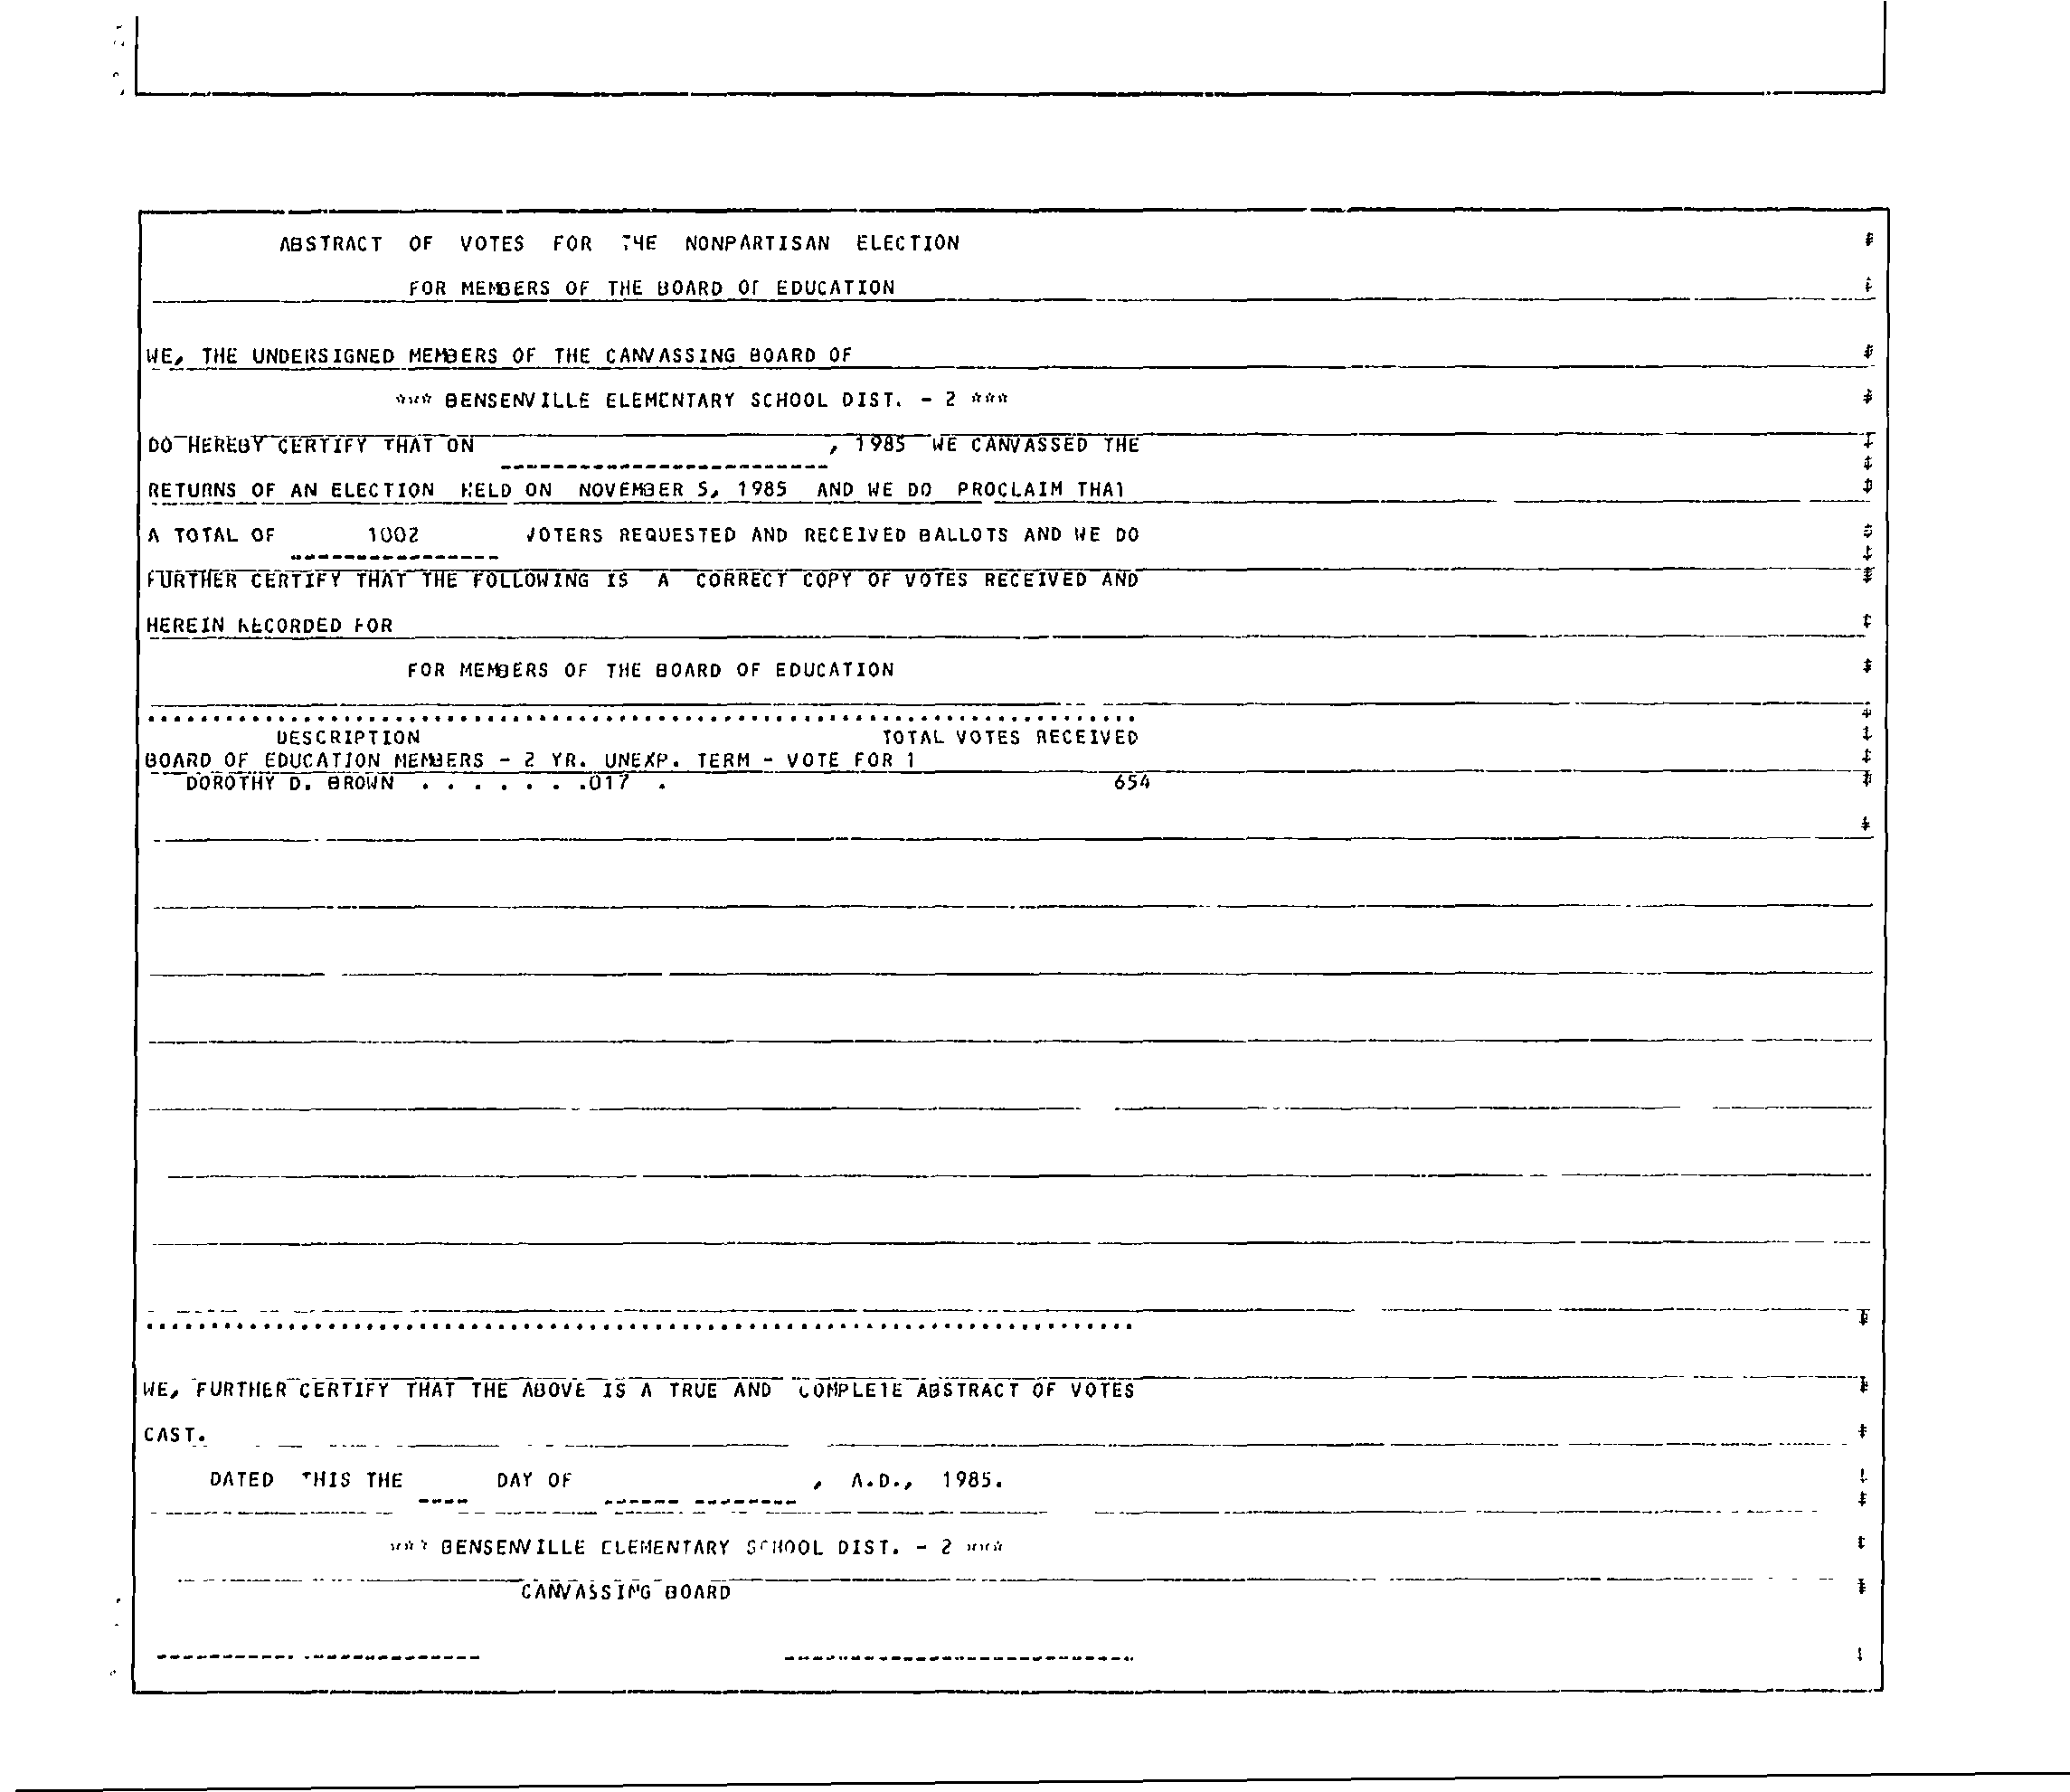 ABSTRACT OF VOTES FOR THE NONPARTISAN ELECTION
FOR MEMBERS OF THE BOARD OF EDUCATION
WE, THE UNDERSIGNED MEMBERS OF THE CANVASSING BOARD OF
*** BENSENVILLE ELEMENTARY SCHOOL DIST. - 2 ***
DO HEREBY CERTIFY THAT ON , 1985 WE CANVASSED THE
RETURNS OF AN ELECTION HELD ON NOVEMBER 5, 1985 AND WE DO PROCLAIM THAT
A TOTAL OF 1002 VOTERS REQUESTED AND RECEIVED BALLOTS AND WE DO
FURTHER CERTIFY THAT THE FOLLOWING IS A CORRECT COPY OF VOTES RECEIVED AND
HEREIN RECORDED FOR
FOR MEMBERS OF THE BOARD OF EDUCATION
DESCRIPTION TOTAL VOTES RECEIVED
BOARD OF EDUCATION MEMBERS - 2 YR. UNEXP. TERM - VOTE FOR 1
DOROTHY D. BROWN . . . . . . .017 . 654
WE, FURTHER CERTIFY THAT THE ABOVE IS A TRUE AND COMPLETE ABSTRACT OF VOTES
CAST.
DATED THIS THE DAY OF , A.D., 1985.
*** BENSENVILLE ELEMENTARY SCHOOL DIST. - 2 ***
CANVASSING BOARD